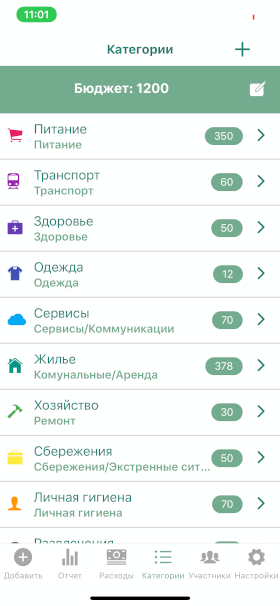 11:01
Категории
Бюджет: 1200
Питание
Питание
350
Транспорт
Транспорт
60
Здоровье
Здоровье
50
Одежда
Одежда
12
Сервисы
Сервисы/Коммуникации
70
Жилье
Комунальные/Аренда
378
Хозяйство
Ремонт
30
Сбережения
Сбережения/Экстренные сит...
50
Личная гигиена
Личная гигиена
70
Развлечения
Добавить
Отчет
Расходы
Категории
Участники
Настройки